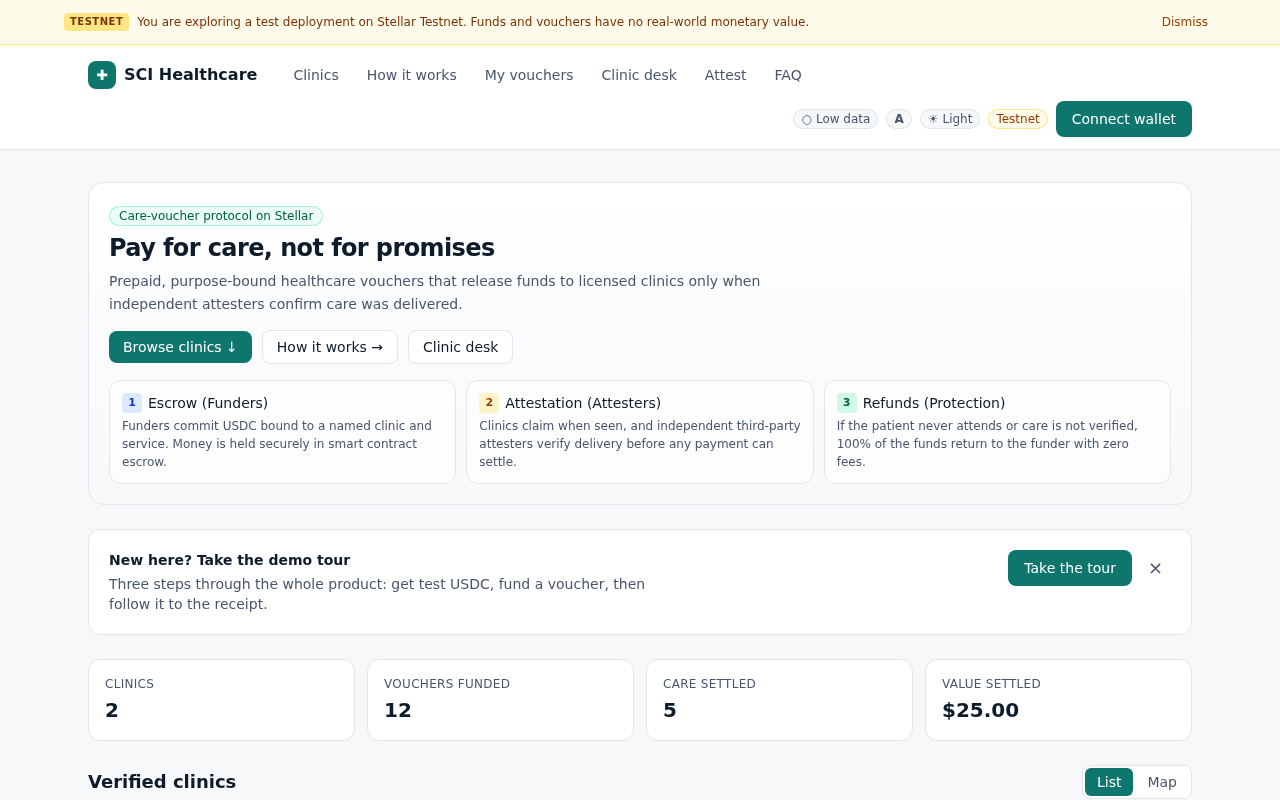 TESTNET You are exploring a test deployment on Stellar Testnet. Funds and vouchers have no real-world monetary value. Dismiss
✚ SCI Healthcare Clinics How it works My vouchers Clinic desk Attest FAQ
○ Low data A ☀ Light Testnet Connect wallet
Care-voucher protocol on Stellar
Pay for care, not for promises
Prepaid, purpose-bound healthcare vouchers that release funds to licensed clinics only when
independent attesters confirm care was delivered.
Browse clinics ↓ How it works → Clinic desk
1 Escrow (Funders)
Funders commit USDC bound to a named clinic and
service. Money is held securely in smart contract
escrow.
2 Attestation (Attesters)
Clinics claim when seen, and independent third-party
attesters verify delivery before any payment can
settle.
3 Refunds (Protection)
If the patient never attends or care is not verified,
100% of the funds return to the funder with zero
fees.
New here? Take the demo tour
Three steps through the whole product: get test USDC, fund a voucher, then
follow it to the receipt.
Take the tour ✕
CLINICS
2
VOUCHERS FUNDED
12
CARE SETTLED
5
VALUE SETTLED
$25.00
Verified clinics List Map